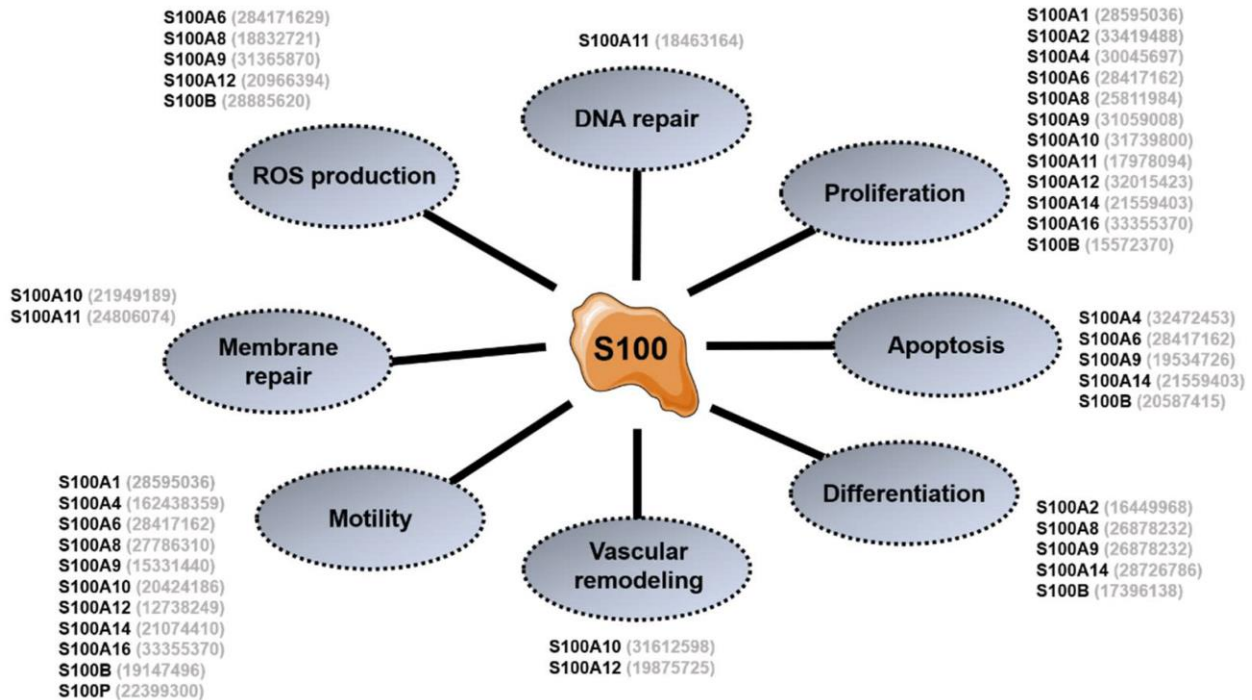 S100A6 (284171629)
S100A8 (18832721)
S100A9 (31365870)
S100A12 (20966394)
S100B (28885620)
ROS production
S100A11 (18463164)
DNA repair
S100A1 (28595036)
S100A2 (33419488)
S100A4 (30045697)
S100A6 (28417162)
S100A8 (25811984)
S100A9 (31059008)
S100A10 (31739800)
S100A11 (17978094)
S100A12 (32015423)
S100A14 (21559403)
S100A16 (33355370)
S100B (15572370)
Proliferation
S100A10 (21949189)
S100A11 (24806074)
Membrane
repair
S100
Apoptosis
S100A4 (32472453)
S100A6 (28417162)
S100A9 (19534726)
S100A14 (21559403)
S100B (20587415)
S100A1 (28595036)
S100A4 (162438359)
S100A6 (28417162)
S100A8 (27786310)
S100A9 (15331440)
S100A10 (20424186)
S100A12 (12738249)
S100A14 (21074410)
S100A16 (33355370)
S100B (19147496)
S100P (22399300)
Motility
Vascular
remodeling
S100A10 (31612598)
S100A12 (19875725)
Differentiation
S100A2 (16449968)
S100A8 (26878232)
S100A9 (26878232)
S100A14 (28726786)
S100B (17396138)